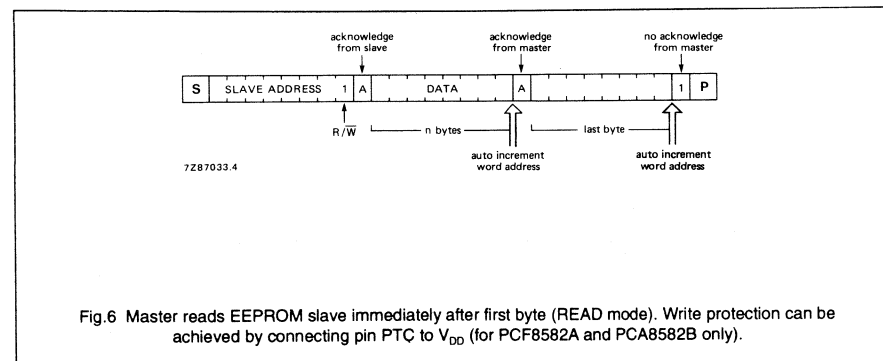 acknowledge from slave
acknowledge from master
no acknowledge from master
S SLAVE ADDRESS 1 A DATA A 1 P
R/W̅
n bytes
last byte
auto increment word address
auto increment word address
7Z87033.4
Fig.6 Master reads EEPROM slave immediately after first byte (READ mode). Write protection can be
achieved by connecting pin PTC to VDD (for PCF8582A and PCA8582B only).